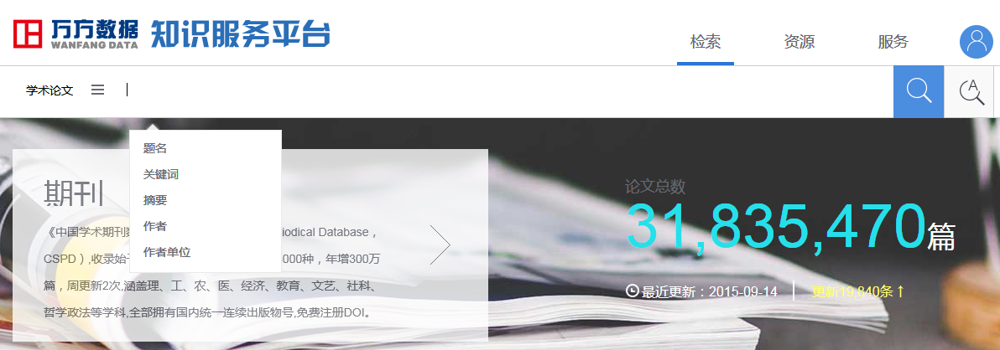 万方数据
WANFANG DATA
知识服务平台
检索
资源
服务
学术论文
A
题名
关键词
摘要
作者
作者单位
期刊
《中国学术期刊数
iodical Database，
CSPD）,收录始于
000种，年增300万
篇，周更新2次,涵盖理、工、农、医、经济、教育、文艺、社科、
哲学政法等学科,全部拥有国内统一连续出版物号,免费注册DOI。
论文总数
31,835,470篇
最近更新：2015-09-14
更新19,840条↑